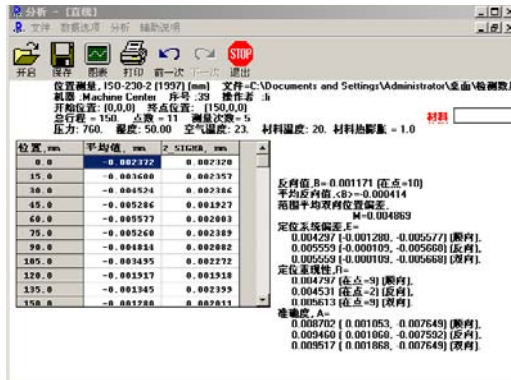 分析 - [直线]
文件 数据选项 分析 辅助说明
STOP
开启 保存 图表 打印 前一次 下一次 退出
位置测量, ISO-230-2 [1997] [mm] 文件=C:\Documents and Settings\Administrator\桌面\检测数
机器 :Machine Center 序号 :39 操作者 :li
开始位置: (0,0,0) 终点位置: [150,0,0]
总行程 = 150. 点数 = 11 测量次数= 5
材料
压力: 760. 湿度: 50.00 空气温度: 23. 材料温度: 20. 材料热膨胀 = 1.0
位置,mm 平均值, mm 2_SIGMA, mm
0.0 -0.002372 0.002320
15.0 -0.003600 0.002357
30.0 -0.004524 0.002386
45.0 -0.005286 0.001927
60.0 -0.005577 0.002003
75.0 -0.005260 0.002389
90.0 -0.004814 0.002082
105.0 -0.003495 0.002272
120.0 -0.001917 0.001918
135.0 -0.001345 0.002399
150.0 -0.001280 0.002011
反向值,B=-0.001171 (在点=10)
平均反向值,<B>=-0.000414
范围平均双向位置偏差,
M=0.004869
定位系统偏差,E=
0.004297 [-0.001280, -0.005577] [顺向].
0.005559 [-0.000109, -0.005668] [反向].
0.005559 [-0.000109, -0.005668] [双向].
定位重现性,R=
0.004797 [在点=9] [顺向].
0.004531 [在点=2] [反向].
0.005613 [在点=9] [双向].
准确度, A=
0.008702 [ 0.001053, -0.007649] [顺向].
0.009460 [ 0.001868, -0.007592] [反向].
0.009517 [ 0.001868, -0.007649] [双向].